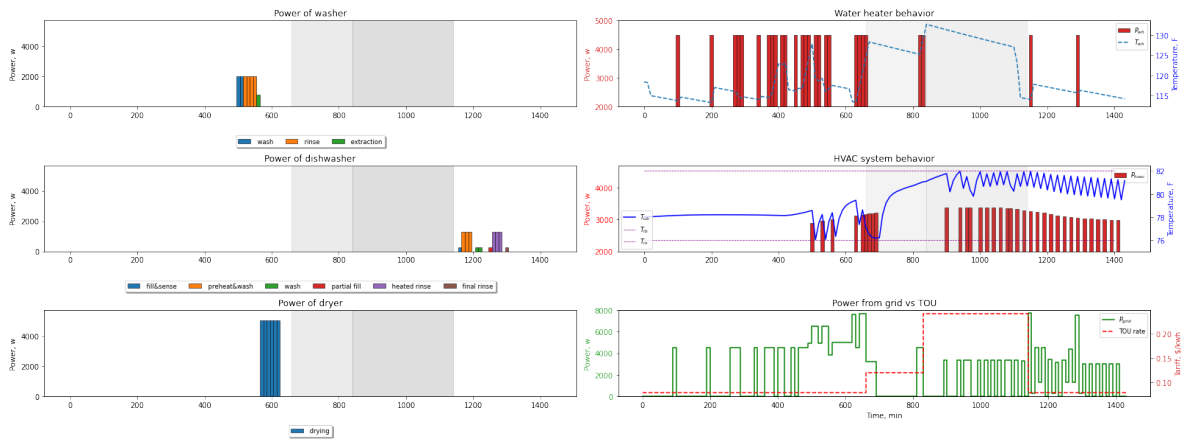 Power of washer
Power, w
4000
2000
0
0 200 400 600 800 1000 1200 1400
wash rinse extraction
Water heater behavior
Power, w
5000
4000
3000
2000
0 200 400 600 800 1000 1200 1400
130
125
120
115
Temperature, F
P_wh
T_wh
Power of dishwasher
Power, w
4000
2000
0
0 200 400 600 800 1000 1200 1400
fill&sense preheat&wash wash partial fill heated rinse final rinse
HVAC system behavior
Power, w
4000
3000
2000
0 200 400 600 800 1000 1200 1400
82
80
78
76
Temperature, F
Power of dryer
Power, w
4000
2000
0
0 200 400 600 800 1000 1200 1400
drying
Power from grid vs TOU
Power, w
8000
6000
4000
2000
0
0 200 400 600 800 1000 1200 1400
Time, min
0.20
0.15
0.10
Tariff, $/kwh
P_grid
TOU rate